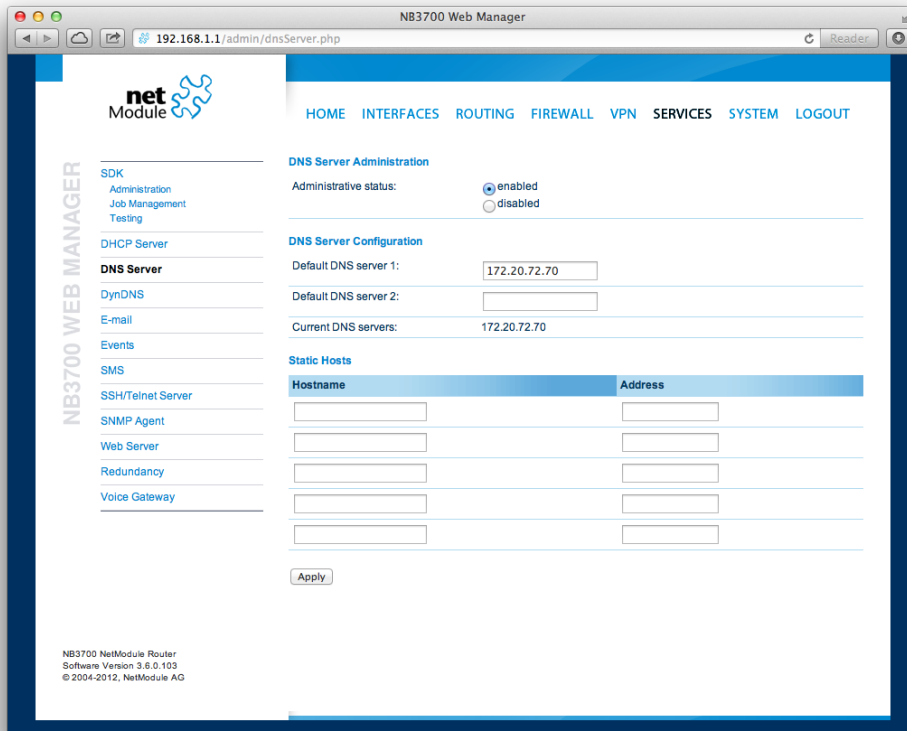 NB3700 Web Manager
192.168.1.1/admin/dnsServer.php
Reader
net
Module
HOME INTERFACES ROUTING FIREWALL VPN SERVICES SYSTEM LOGOUT
NB3700 WEB MANAGER
SDK
Administration
Job Management
Testing
DHCP Server
DNS Server
DynDNS
E-mail
Events
SMS
SSH/Telnet Server
SNMP Agent
Web Server
Redundancy
Voice Gateway
DNS Server Administration
Administrative status:
enabled
disabled
DNS Server Configuration
Default DNS server 1: 172.20.72.70
Default DNS server 2:
Current DNS servers: 172.20.72.70
Static Hosts
Hostname Address
Apply
NB3700 NetModule Router
Software Version 3.6.0.103
© 2004-2012, NetModule AG